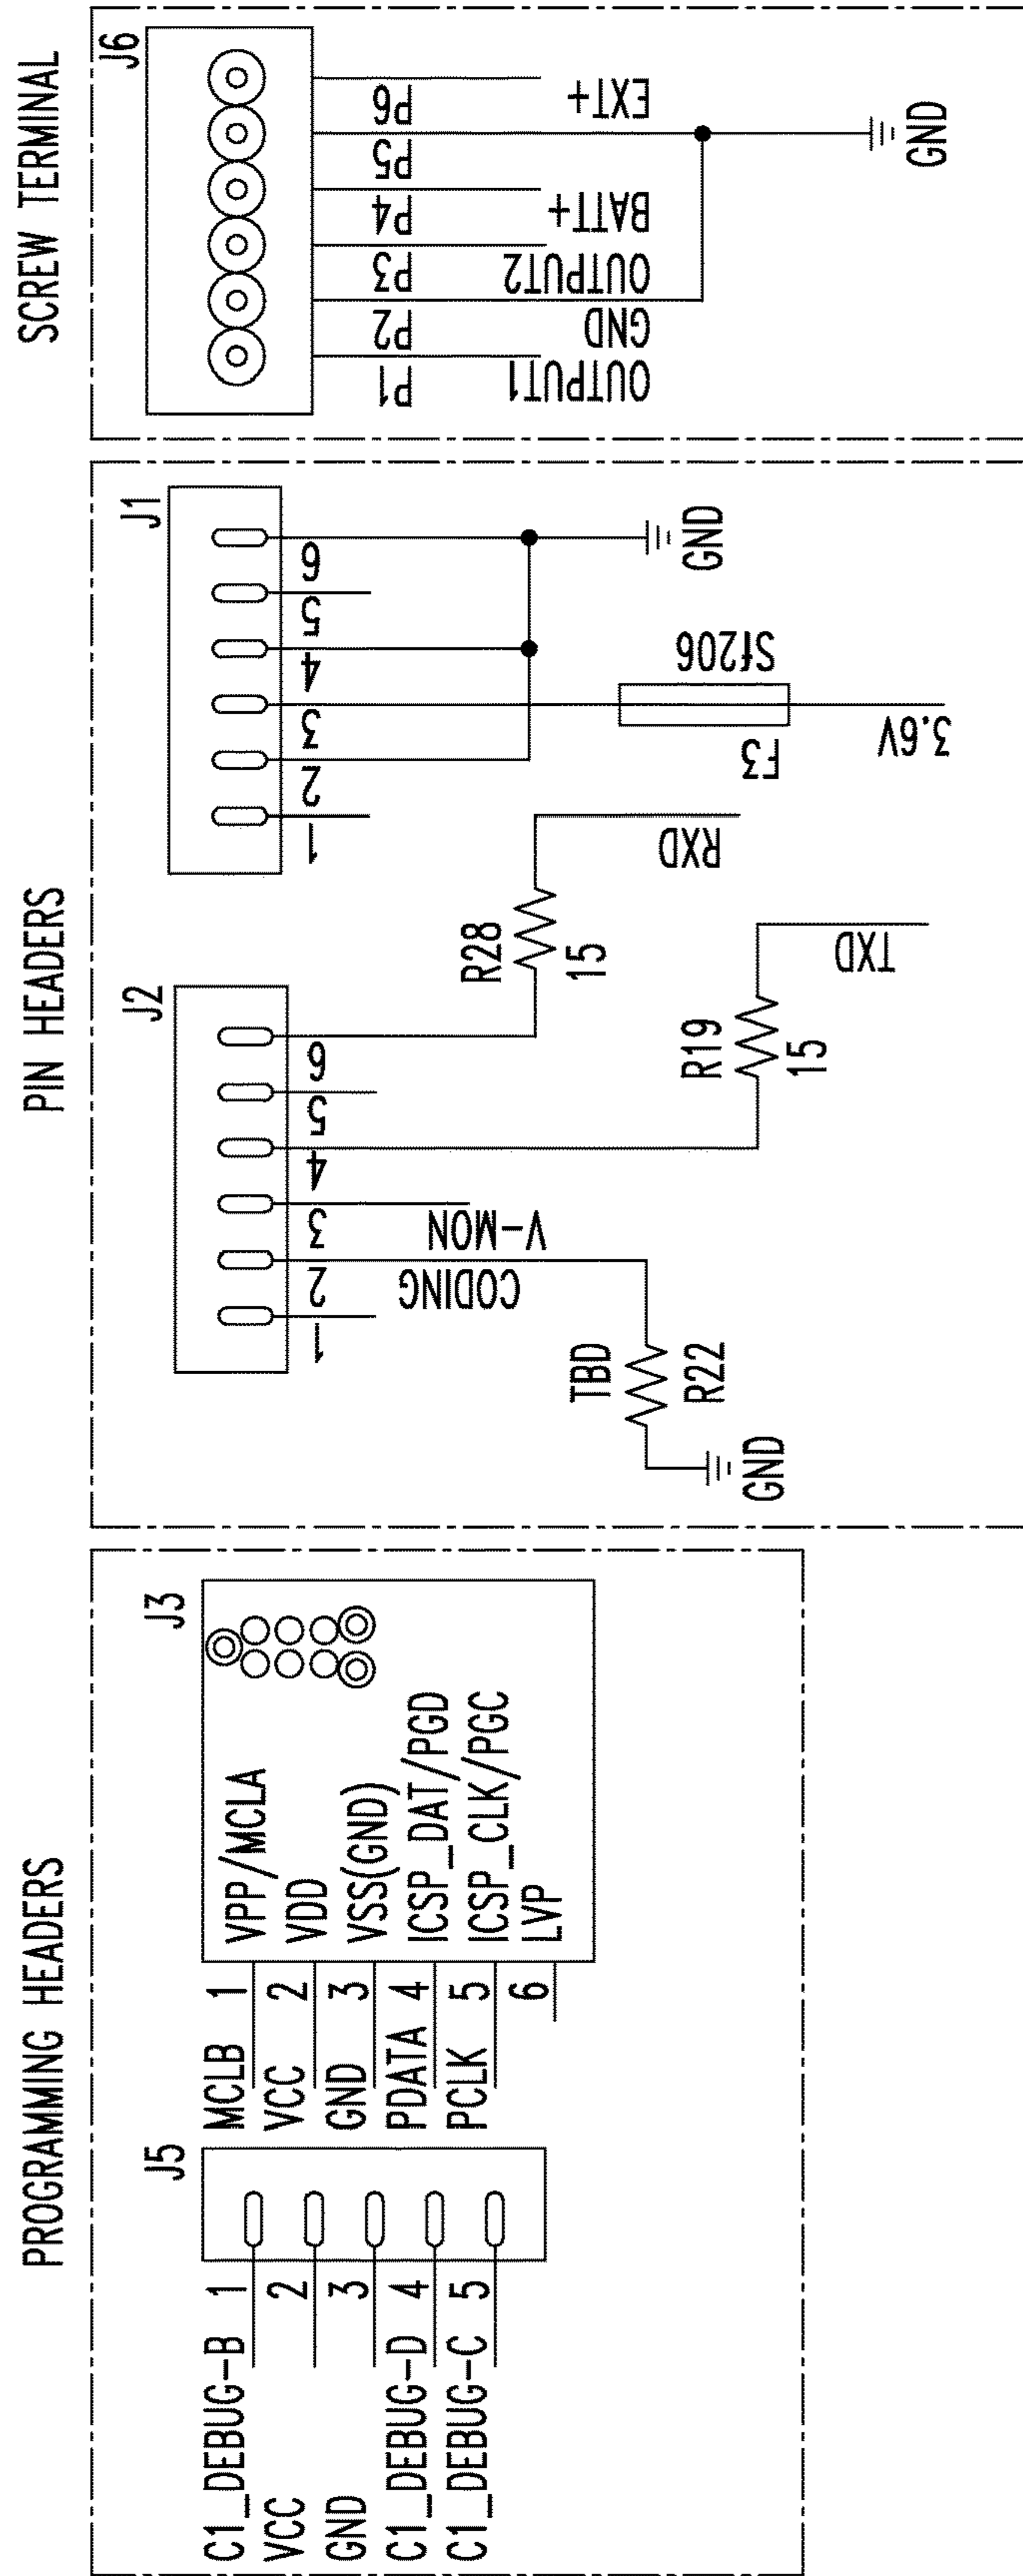 PROGRAMMING HEADERS
J5
C1_DEBUG-B 1
VCC 2
GND 3
C1_DEBUG-D 4
C1_DEBUG-C 5
J3
MCLB 1 VPP/MCLA
VCC 2 VDD
GND 3 VSS(GND)
PDATA 4 ICSP_DAT/PGD
PCLK 5 ICSP_CLK/PGC
6 LVP
PIN HEADERS
J2
1
2 CODING
3 V-MON
4
5
6
TBD
R22
GND
R28
15
RXD
R19
15
TXD
J1
1
2
3
4
5
6
F3
Sf206
3.6V
GND
SCREW TERMINAL
J6
P1 OUTPUT1
P2 GND
P3 OUTPUT2
P4 BATT+
P5
P6 EXT+
GND